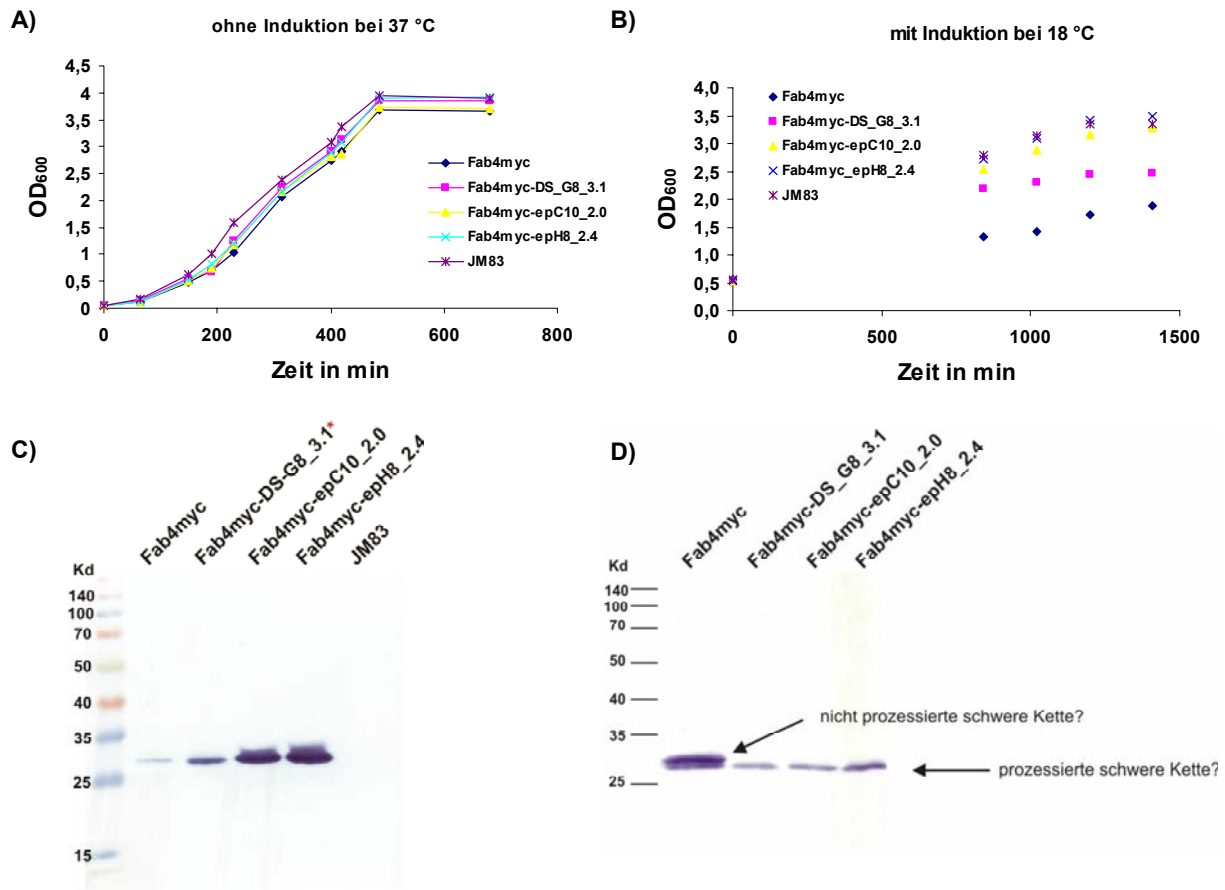 A)
ohne Induktion bei 37 °C
OD600
4,5
4
3,5
3
2,5
2
1,5
1
0,5
0
0 200 400 600 800
Zeit in min
Fab4myc
Fab4myc-DS_G8_3.1
Fab4myc-epC10_2.0
Fab4myc-epH8_2.4
JM83
B)
mit Induktion bei 18 °C
OD600
4,0
3,5
3,0
2,5
2,0
1,5
1,0
0,5
0,0
0 500 1000 1500
Zeit in min
Fab4myc
Fab4myc-DS_G8_3.1
Fab4myc-epC10_2.0
Fab4myc_epH8_2.4
JM83
C)
Fab4myc
Fab4myc-DS-G8_3.1*
Fab4myc-epC10_2.0
Fab4myc-epH8_2.4
JM83
Kd
140
100
70
50
40
35
25
15
D)
Fab4myc
Fab4myc-DS_G8_3.1
Fab4myc-epC10_2.0
Fab4myc-epH8_2.4
Kd
140
100
70
50
40
35
25
nicht prozessierte schwere Kette?
prozessierte schwere Kette?